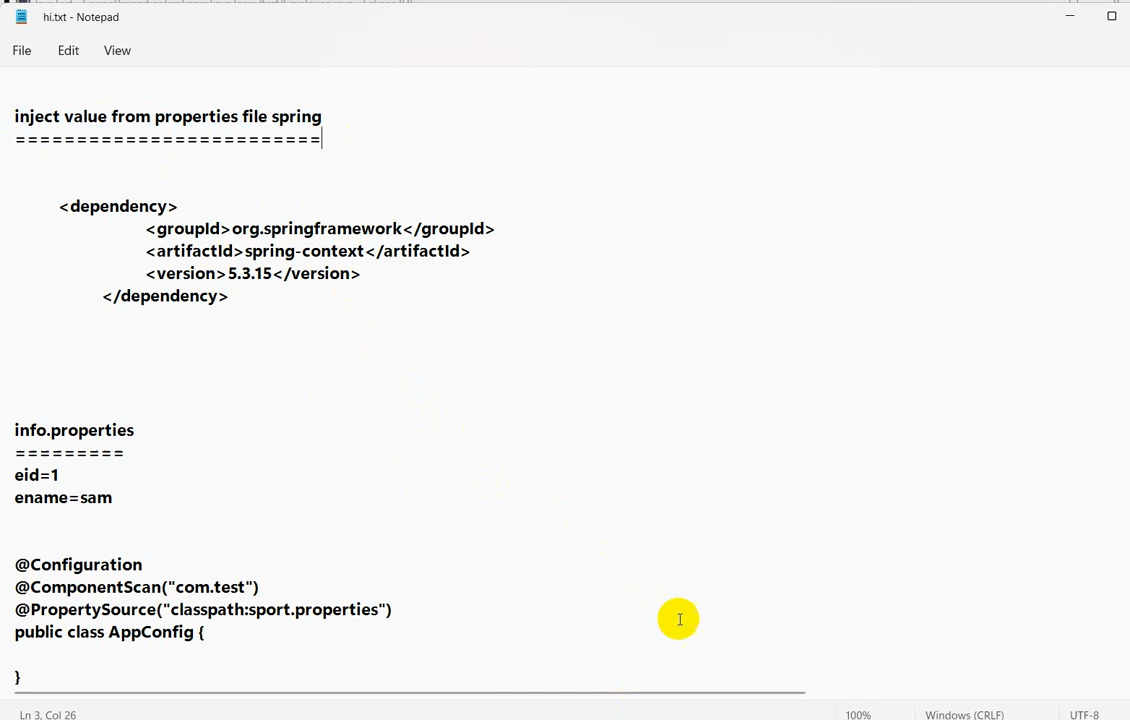 hi.txt - Notepad
File Edit View
inject value from properties file spring
=========================
<dependency>
<groupId>org.springframework</groupId>
<artifactId>spring-context</artifactId>
<version>5.3.15</version>
</dependency>
info.properties
=========
eid=1
ename=sam
@Configuration
@ComponentScan("com.test")
@PropertySource("classpath:sport.properties")
public class AppConfig {
}
Ln 3, Col 26 100% Windows (CRLF) UTF-8